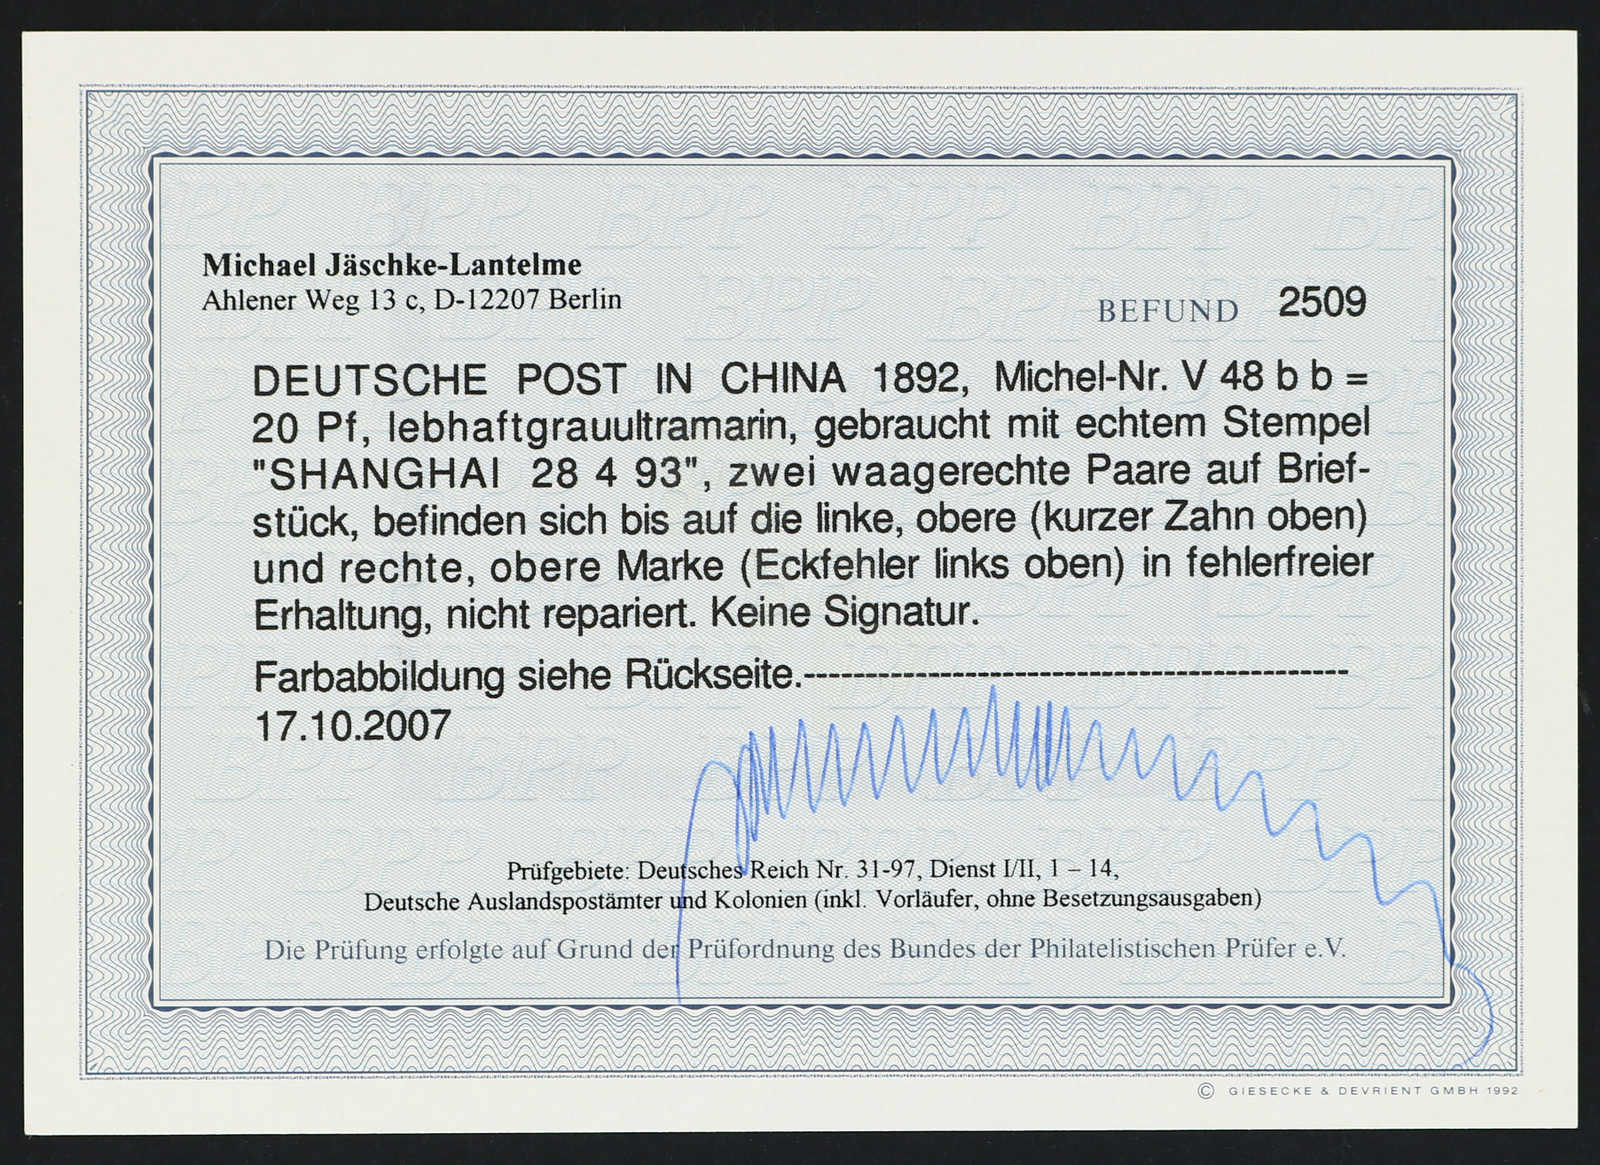 Michael Jäschke-Lantelme
Ahlener Weg 13 c, D-12207 Berlin
BEFUND 2509
DEUTSCHE POST IN CHINA 1892, Michel-Nr. V 48 b b =
20 Pf, lebhaftgrauultramarin, gebraucht mit echtem Stempel
"SHANGHAI 28 4 93", zwei waagerechte Paare auf Brief-
stück, befinden sich bis auf die linke, obere (kurzer Zahn oben)
und rechte, obere Marke (Eckfehler links oben) in fehlerfreier
Erhaltung, nicht repariert. Keine Signatur.
Farbabbildung siehe Rückseite.--------------------------------------------
17.10.2007
Prüfgebiete: Deutsches Reich Nr. 31-97, Dienst I/II, 1 – 14,
Deutsche Auslandspostämter und Kolonien (inkl. Vorläufer, ohne Besetzungsausgaben)
Die Prüfung erfolgte auf Grund der Prüfordnung des Bundes der Philatelistischen Prüfer e.V.
© GIESECKE & DEVRIENT GMBH 1992